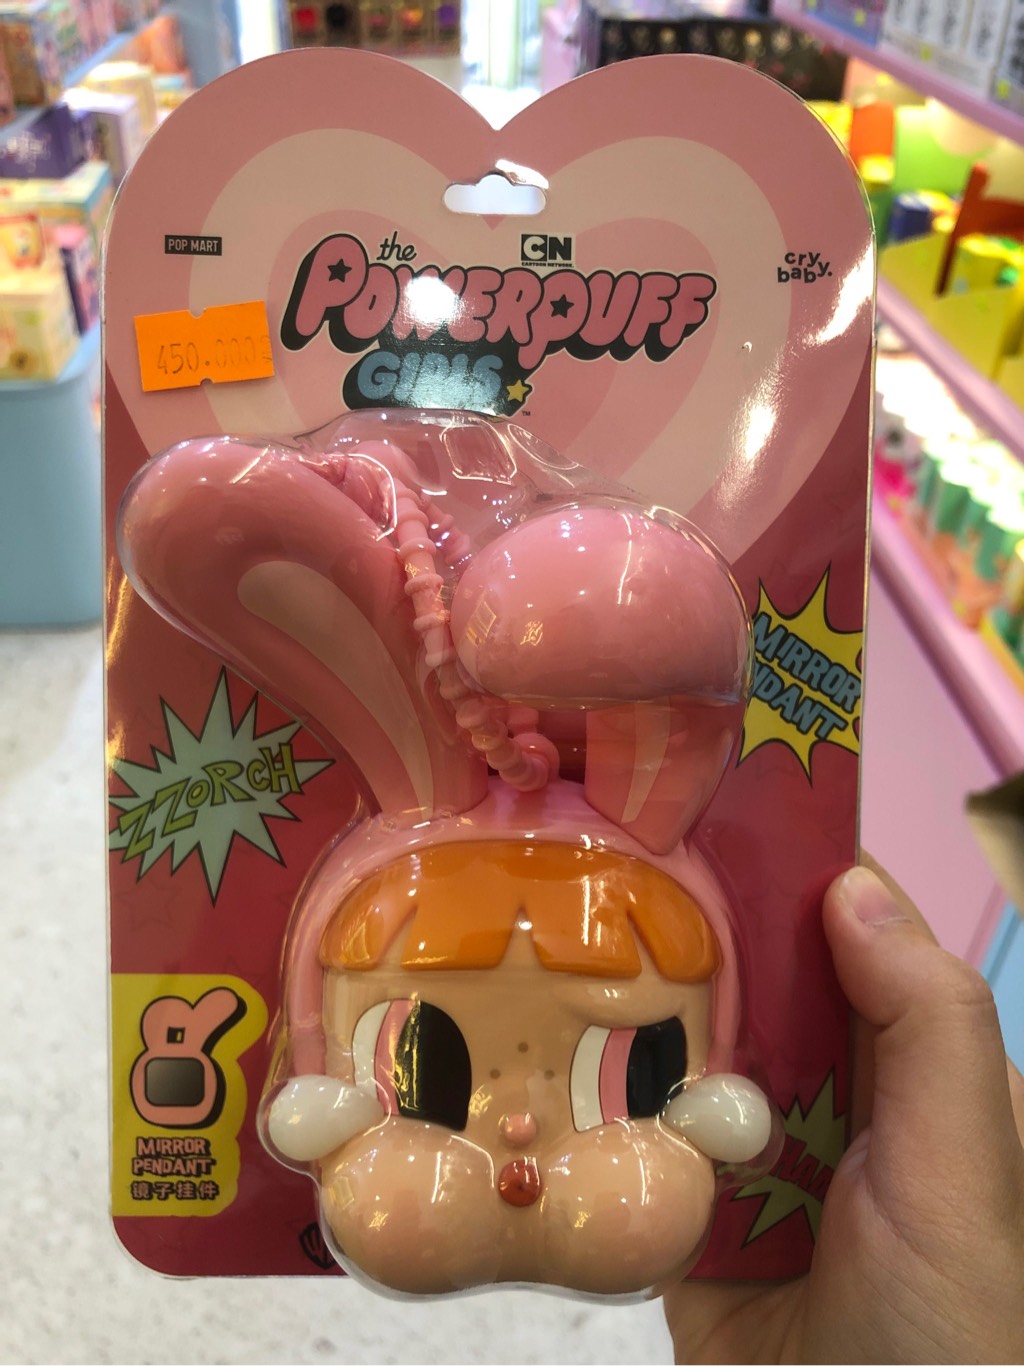 POP MART
the
CN
CARTOON NETWORK
cry
baby.
POWERPUFF
GIRLS
TM
450.000
MIRROR
PENDANT
ZZORCH
MIRROR
PENDANT
镜子挂件